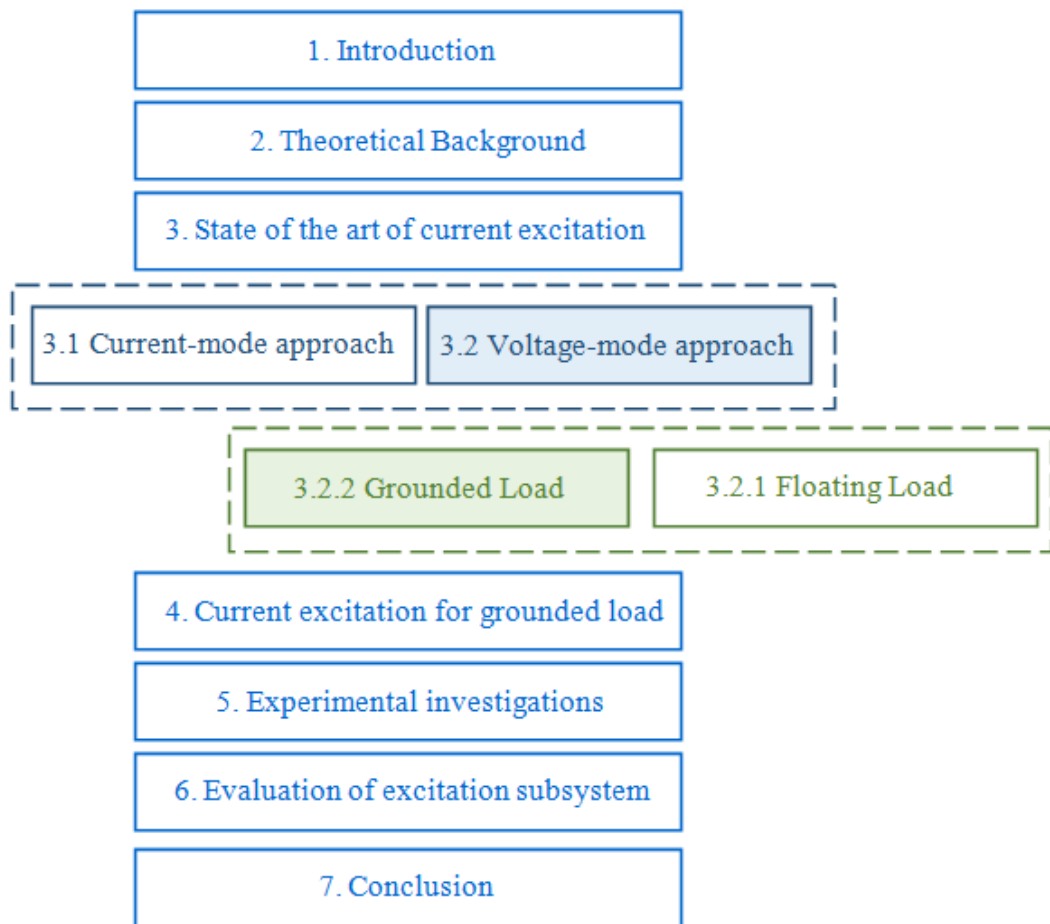 1. Introduction
2. Theoretical Background
3. State of the art of current excitation
3.1 Current-mode approach
3.2 Voltage-mode approach
3.2.2 Grounded Load
3.2.1 Floating Load
4. Current excitation for grounded load
5. Experimental investigations
6. Evaluation of excitation subsystem
7. Conclusion